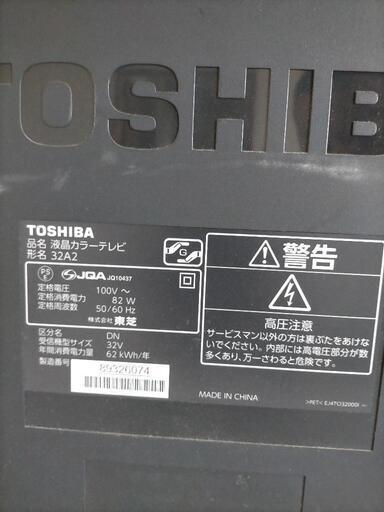 TOSHIB
TOSHIBA
品名 液晶カラーテレビ
形名 32A2
PS
E
JQA JQ10437
定格電圧 100V ～
定格消費電力 82 W
定格周波数 50/60 Hz
株式会社 東芝
区分名 DN
受信機型サイズ 32V
年間消費電力量 62 kWh/年
製造番号 89326074
MADE IN CHINA
G
警告
高圧注意
サービスマン以外の方は裏ぶたをあけな
いでください。内部には高電圧部分が数
多くあり、万一さわると危険です。
>PET<